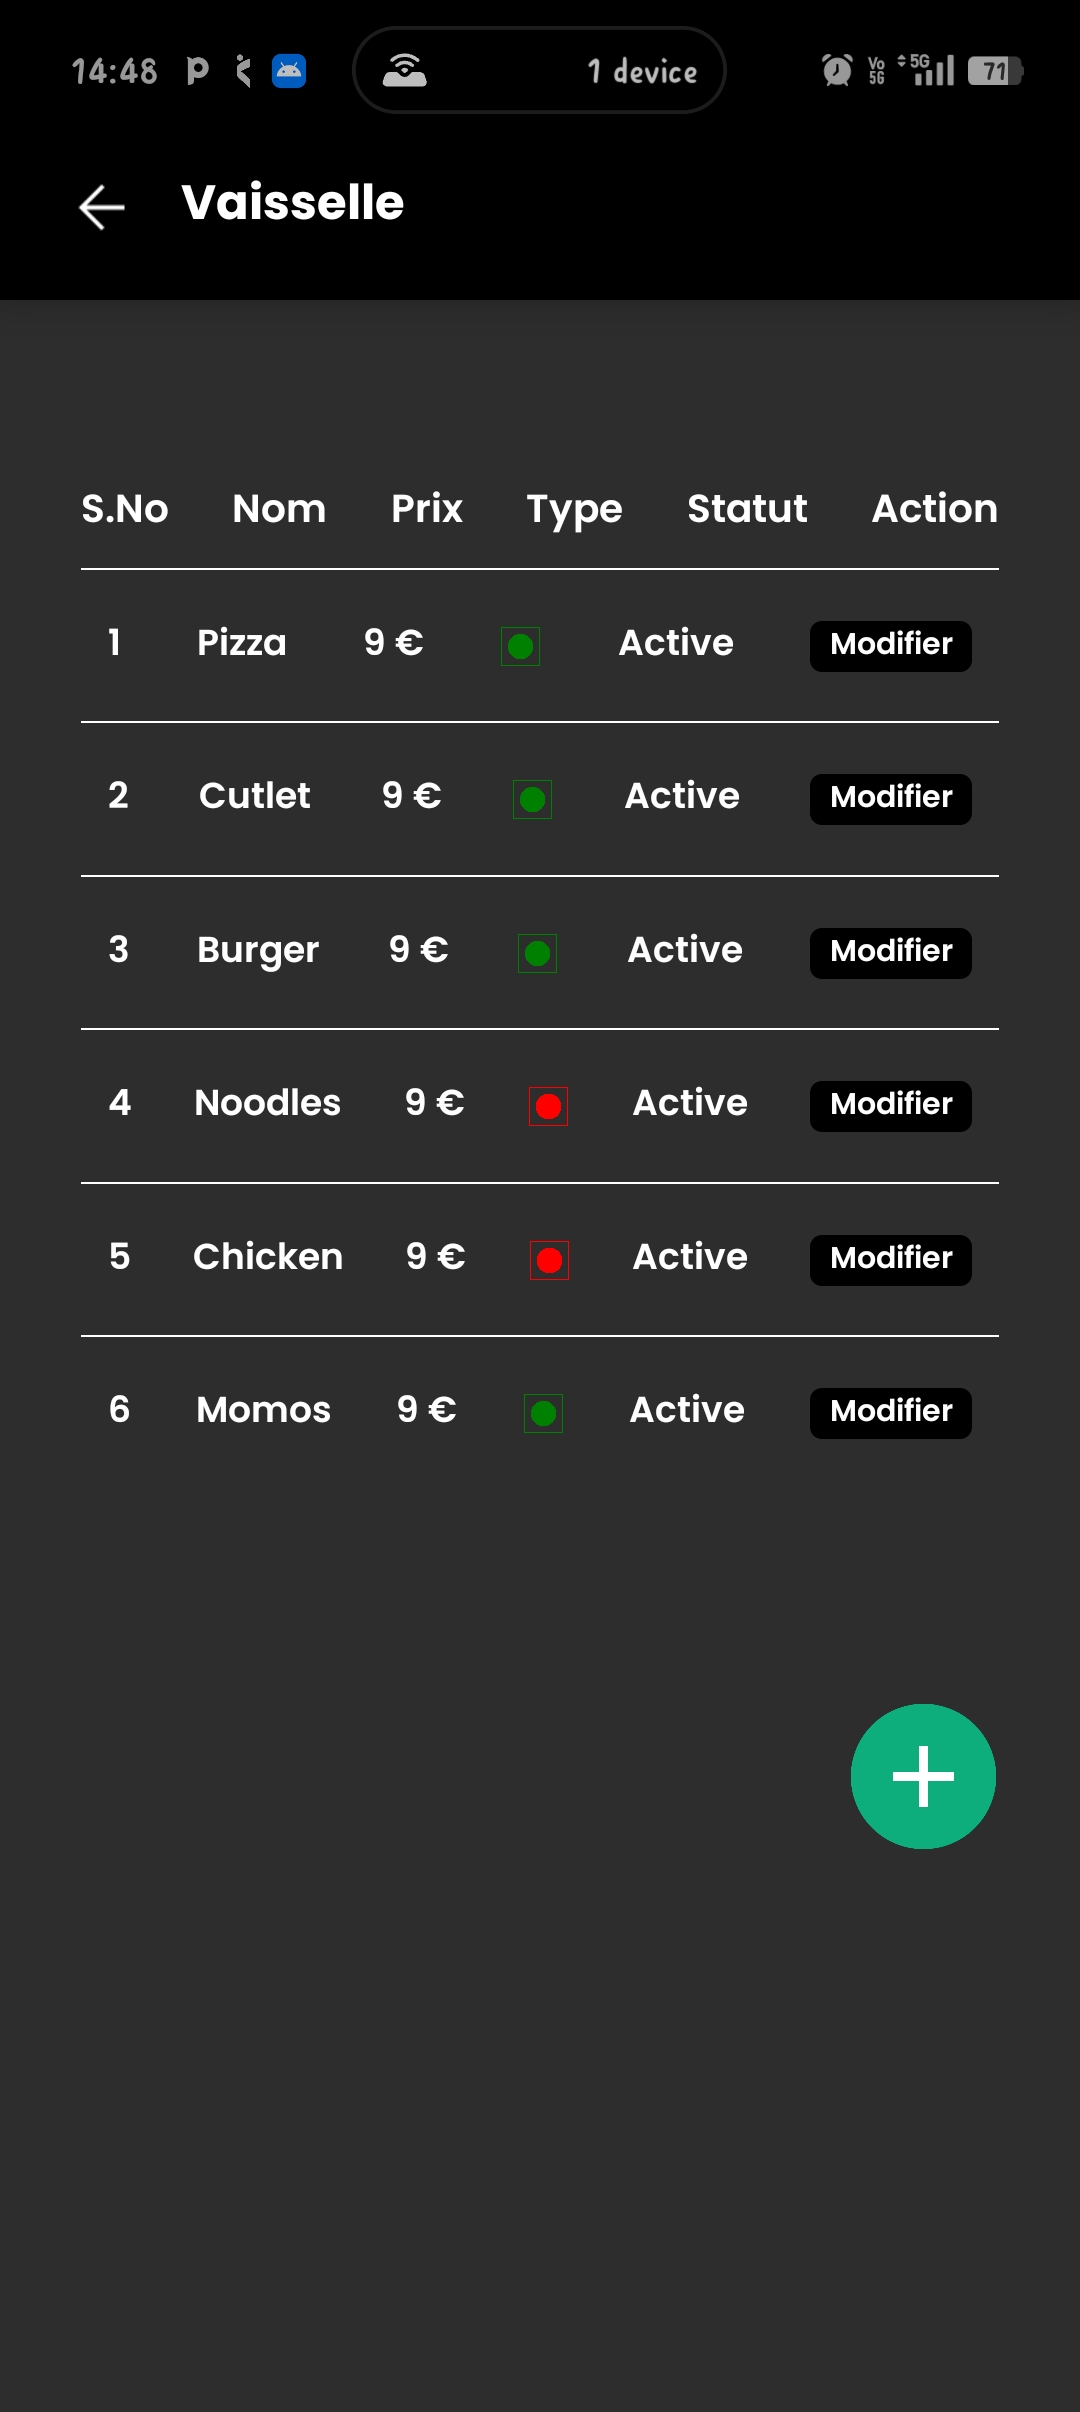 14:48 1 device Vo 5G 5G 71
Vaisselle
S.No Nom Prix Type Statut Action
1 Pizza 9 € Active Modifier
2 Cutlet 9 € Active Modifier
3 Burger 9 € Active Modifier
4 Noodles 9 € Active Modifier
5 Chicken 9 € Active Modifier
6 Momos 9 € Active Modifier